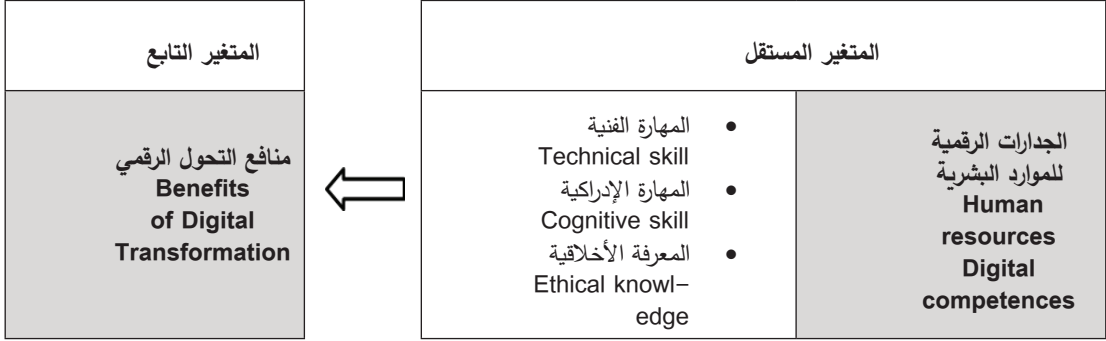 المتغير المستقل
الجدارات الرقمية
للموارد البشرية
Human
resources
Digital
competences
• المهارة الفنية
Technical skill
• المهارة الإدراكية
Cognitive skill
• المعرفة الأخلاقية
Ethical knowl-
edge
المتغير التابع
منافع التحول الرقمي
Benefits
of Digital
Transformation